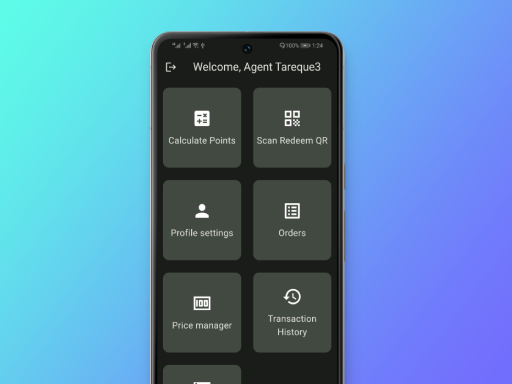 100% 1:24
Welcome, Agent Tareque3
Calculate Points
Scan Redeem QR
Profile settings
Orders
Price manager
Transaction
History